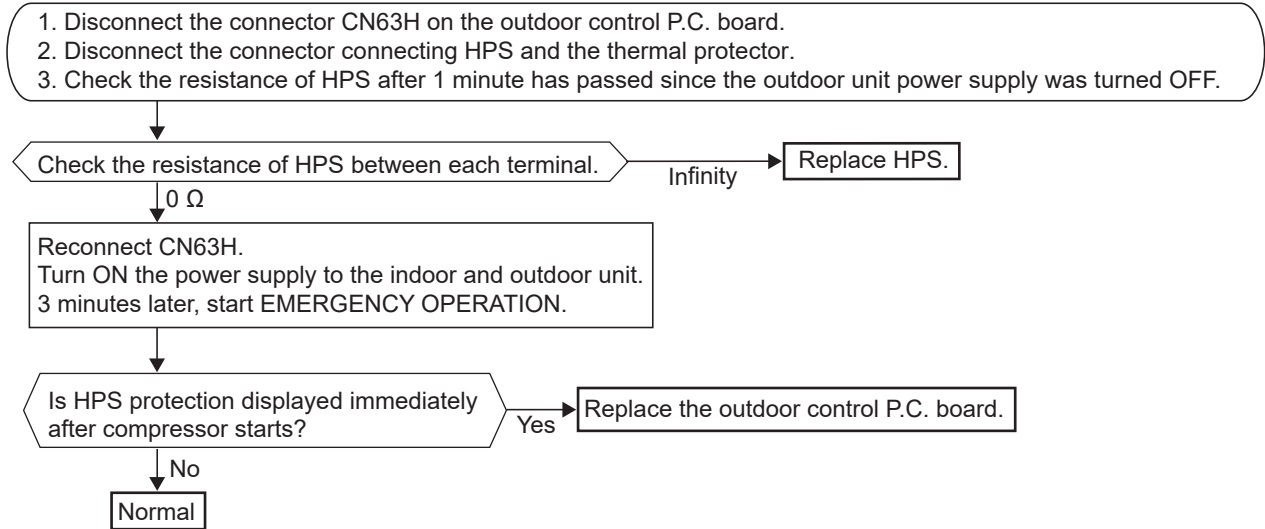 1. Disconnect the connector CN63H on the outdoor control P.C. board.
2. Disconnect the connector connecting HPS and the thermal protector.
3. Check the resistance of HPS after 1 minute has passed since the outdoor unit power supply was turned OFF.
Check the resistance of HPS between each terminal.
Infinity
Replace HPS.
0 Ω
Reconnect CN63H.
Turn ON the power supply to the indoor and outdoor unit.
3 minutes later, start EMERGENCY OPERATION.
Is HPS protection displayed immediately
after compressor starts?
Yes
Replace the outdoor control P.C. board.
No
Normal